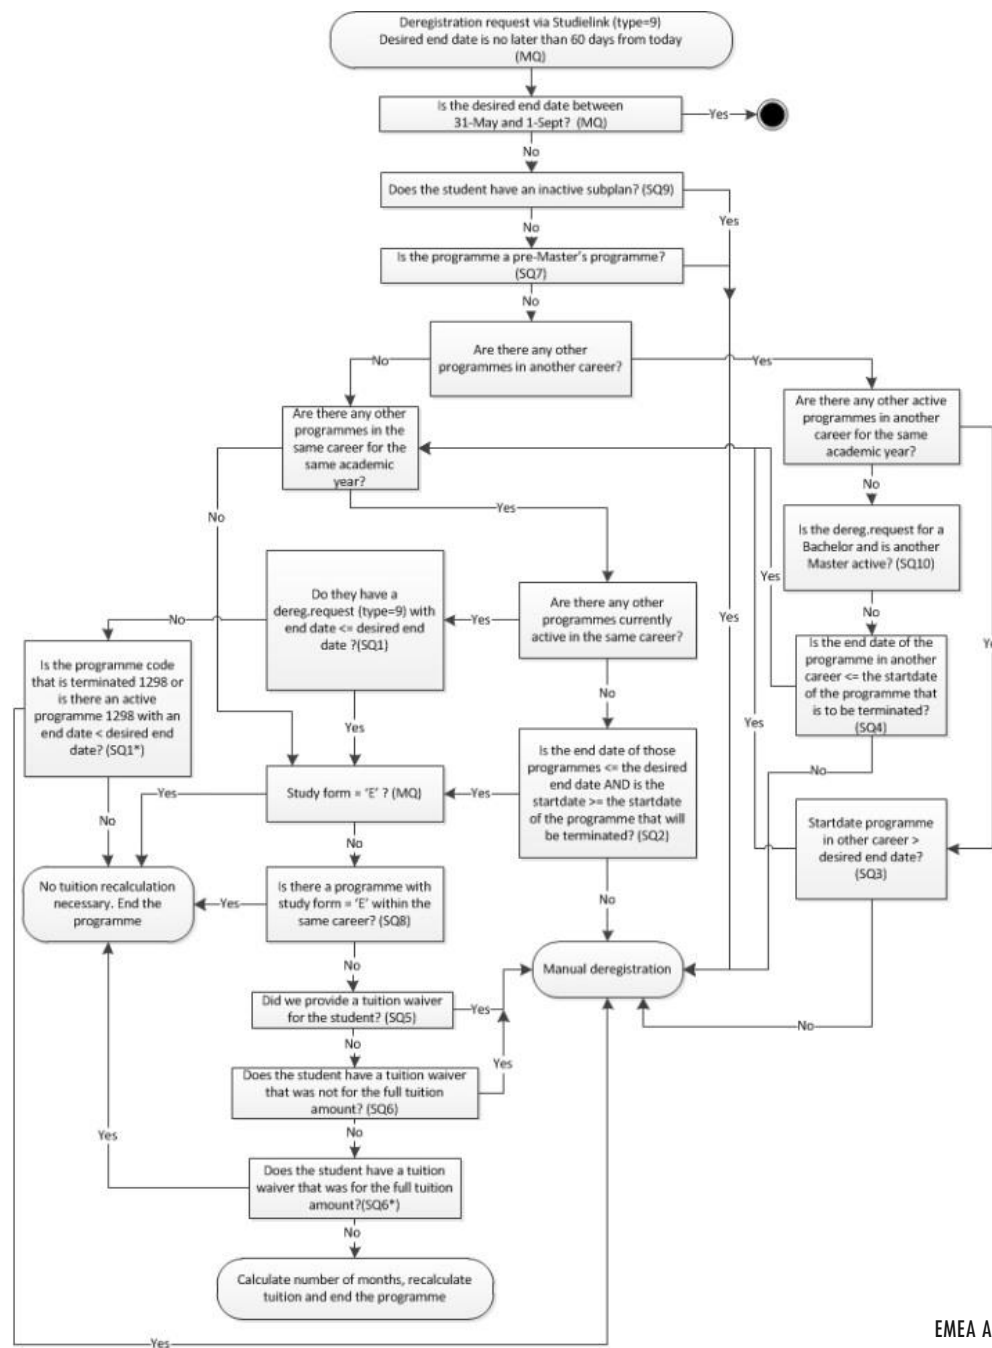 Deregistration request via Studielink (type=9)
Desired end date is no later than 60 days from today
(MQ)
Is the desired end date between
31-May and 1-Sept? (MQ)
Yes
No
Does the student have an inactive subplan? (SQ9)
Yes
No
Is the programme a pre-Master's programme?
(SQ7)
No
Are there any other
programmes in another career?
No
Yes
Are there any other
programmes in the
same career for the
same academic
year?
Are there any other active
programmes in another
career for the same
academic year?
No
Yes
No
Is the dereg.request for a
Bachelor and is another
Master active? (SQ10)
Do they have a
dereg.request (type=9) with
end date <= desired end
date ?(SQ1)
Yes
Are there any other
programmes currently
active in the same career?
Yes
No
Yes
No
Is the programme code
that is terminated 1298 or
is there an active
programme 1298 with an
end date < desired end
date? (SQ1*)
Is the end date of the
programme in another
career <= the startdate
of the programme that
is to be terminated?
(SQ4)
No
Yes
Yes
Is the end date of those
programmes <= the desired
end date AND is the
startdate >= the startdate
of the programme that will
be terminated? (SQ2)
No
Study form = 'E' ? (MQ)
Yes
Yes
No
No
Startdate programme
in other career >
desired end date?
(SQ3)
No tuition recalculation
necessary. End the
programme
Is there a programme with
study form = 'E' within the
same career? (SQ8)
Yes
No
No
Manual deregistration
Did we provide a tuition waiver
for the student? (SQ5)
Yes
No
No
Does the student have a tuition waiver
that was not for the full tuition
amount? (SQ6)
Yes
No
Yes
Does the student have a tuition
waiver that was for the full tuition
amount?(SQ6*)
No
Calculate number of months, recalculate
tuition and end the programme
Yes
EMEA A